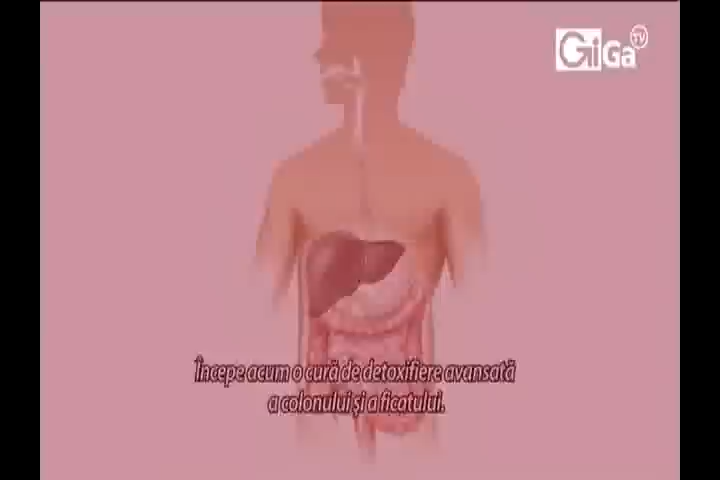 GiGa TV
Începe acum o cură de detoxifiere avansată
a colonului și a ficatului.